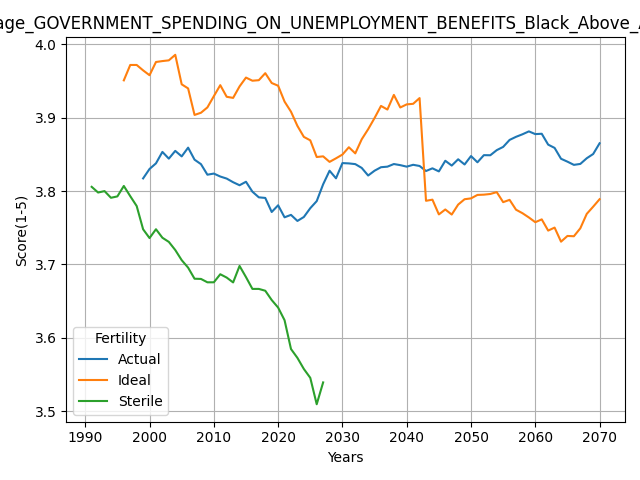 age_GOVERNMENT_SPENDING_ON_UNEMPLOYMENT_BENEFITS_Black_Above_
4.0
3.9
3.8
3.7
3.6
3.5
Score(1-5)
Fertility
Actual
Ideal
Sterile
1990 2000 2010 2020 2030 2040 2050 2060 2070
Years